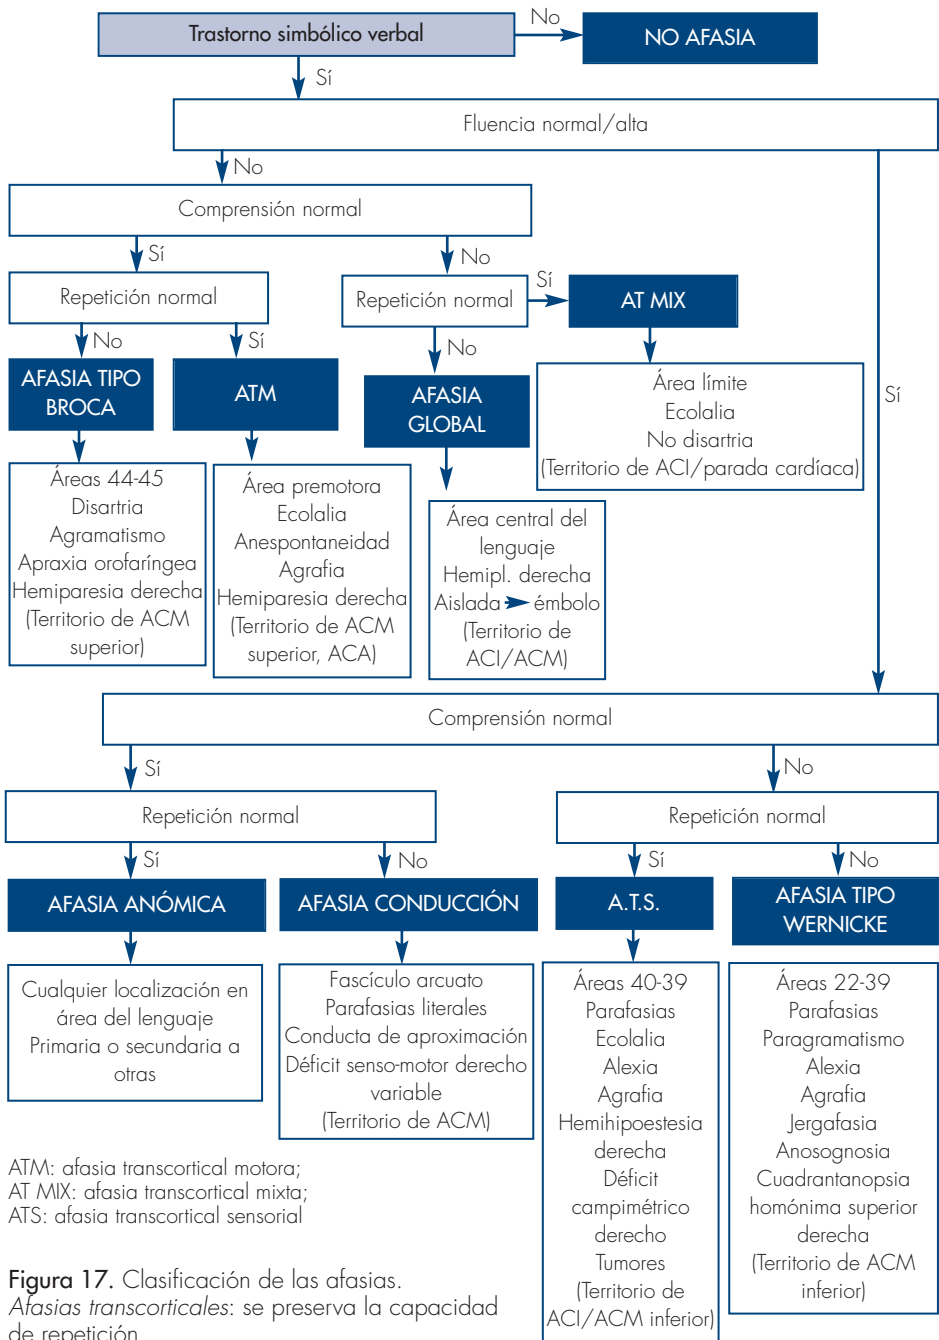 Trastorno simbólico verbal
No
NO AFASIA
Sí
Fluencia normal/alta
No
Comprensión normal
Sí
No
Repetición normal
Repetición normal
Sí
AT MIX
No
Sí
No
AFASIA TIPO
BROCA
ATM
AFASIA
GLOBAL
Área límite
Ecolalia
No disartria
(Territorio de ACI/parada cardíaca)
Sí
Áreas 44-45
Disartria
Agramatismo
Apraxia orofaríngea
Hemiparesia derecha
(Territorio de ACM
superior)
Área premotora
Ecolalia
Anespontaneidad
Agrafia
Hemiparesia derecha
(Territorio de ACM
superior, ACA)
Área central del
lenguaje
Hemipl. derecha
Aislada émbolo
(Territorio de
ACI/ACM)
Comprensión normal
Sí
No
Repetición normal
Repetición normal
Sí
No
Sí
No
AFASIA ANÓMICA
AFASIA CONDUCCIÓN
A.T.S.
AFASIA TIPO
WERNICKE
Cualquier localización en
área del lenguaje
Primaria o secundaria a
otras
Fascículo arcuato
Parafasias literales
Conducta de aproximación
Déficit senso-motor derecho
variable
(Territorio de ACM)
Áreas 40-39
Parafasias
Ecolalia
Alexia
Agrafia
Hemihipoestesia
derecha
Déficit
campimétrico
derecho
Tumores
(Territorio de
ACI/ACM inferior)
Áreas 22-39
Parafasias
Paragramatismo
Alexia
Agrafia
Jergafasia
Anosognosia
Cuadrantanopsia
homónima superior
derecha
(Territorio de ACM
inferior)
ATM: afasia transcortical motora;
AT MIX: afasia transcortical mixta;
ATS: afasia transcortical sensorial
Figura 17. Clasificación de las afasias.
Afasias transcorticales: se preserva la capacidad
de repetición